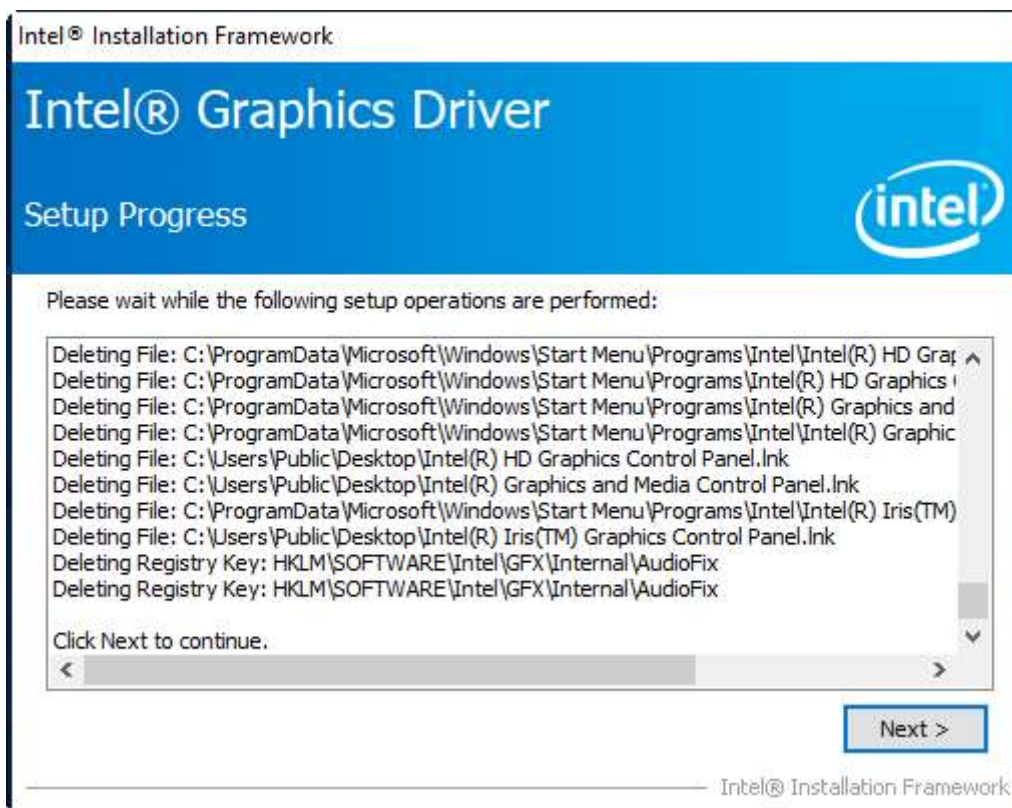 Intel® Installation Framework
Intel® Graphics Driver
Setup Progress
intel
Please wait while the following setup operations are performed:
Deleting File: C:\ProgramData\Microsoft\Windows\Start Menu\Programs\Intel\Intel(R) HD
Deleting File: C:\ProgramData\Microsoft\Windows\Start Menu\Programs\Intel(R) HD Graphics
Deleting File: C:\ProgramData\Microsoft\Windows\Start Menu\Programs\Intel(R) Graphics and
Deleting File: C:\ProgramData\Microsoft\Windows\Start Menu\Programs\Intel\Intel(R) Graphic
Deleting File: C:\Users\Public\Desktop\Intel(R) HD Graphics Control Panel.lnk
Deleting File: C:\Users\Public\Desktop\Intel(R) Graphics and Media Control Panel.lnk
Deleting File: C:\ProgramData\Microsoft\Windows\Start Menu\Programs\Intel\Intel(R) Iris(TM)
Deleting File: C:\Users\Public\Desktop\Intel(R) Iris(TM) Graphics Control Panel.lnk
Deleting Registry Key: HKLM\SOFTWARE\Intel\GFX\Internal\AudioFix
Deleting Registry Key: HKLM\SOFTWARE\Intel\GFX\Internal\AudioFix
Click Next to continue.
Next >
Intel® Installation Framework